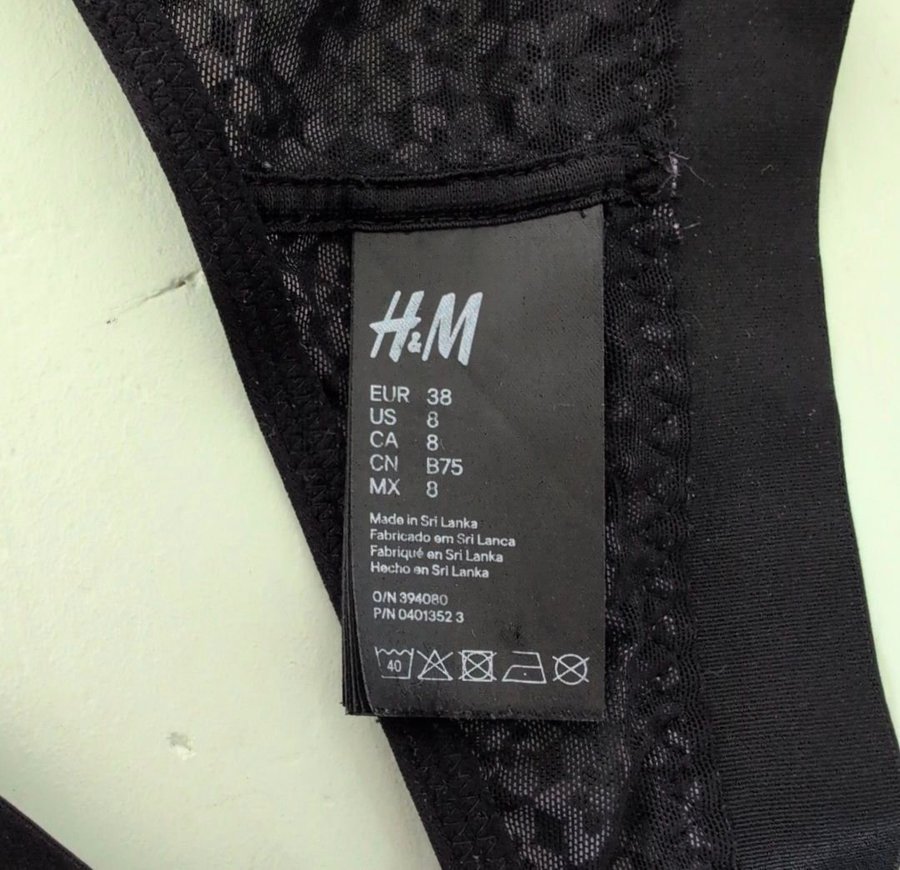 H&M
EUR 38
US 8
CA 8
CN B75
MX 8
Made in Sri Lanka
Fabricado em Sri Lanca
Fabriqué en Sri Lanka
Hecho en Sri Lanka
O/N 394080
P/N 0401352 3
40